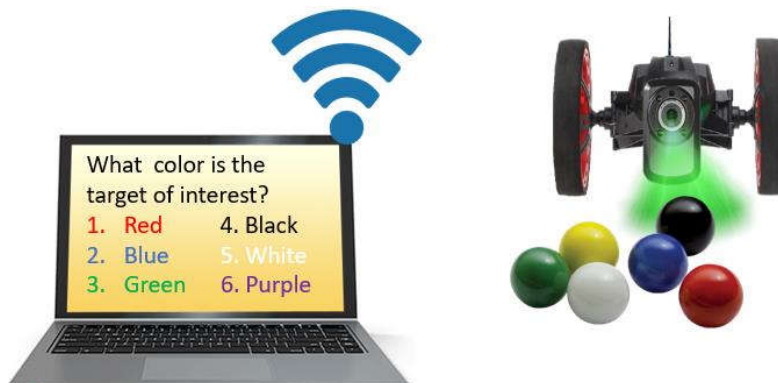 What color is the
target of interest?
1. Red 4. Black
2. Blue 5. White
3. Green 6. Purple